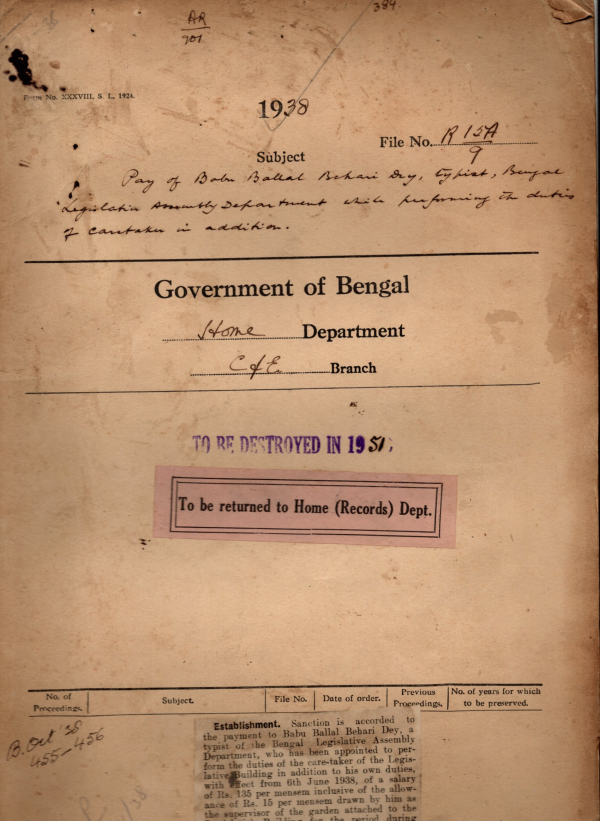 AR
701
384
Form No. XXXVIII, S. I., 1924.
1938
File No. R 15A
9
Subject
Pay of Babu Ballal Behari Dey, typist, Bengal
Legislative Assembly Department while performing the duties
of caretaker in addition.
Government of Bengal
Home Department
C & E. Branch
TO BE DESTROYED IN 1951,
To be returned to Home (Records) Dept.
No. of Proceedings. Subject. File No. Date of order. Previous Proceedings. No. of years for which to be preserved.
B. Oct 38
455—456
Establishment. Sanction is accorded to
the payment to Babu Ballal Behari Dey, a
typist of the Bengal Legislative Assembly
Department, who has been appointed to per-
form the duties of the care-taker of the Legis-
lative Building in addition to his own duties,
with effect from 6th June 1938, of a salary
of Rs. 135 per mensem inclusive of the allow-
ance of Rs. 15 per mensem drawn by him as
the supervisor of the garden attached to the
Building for the period during